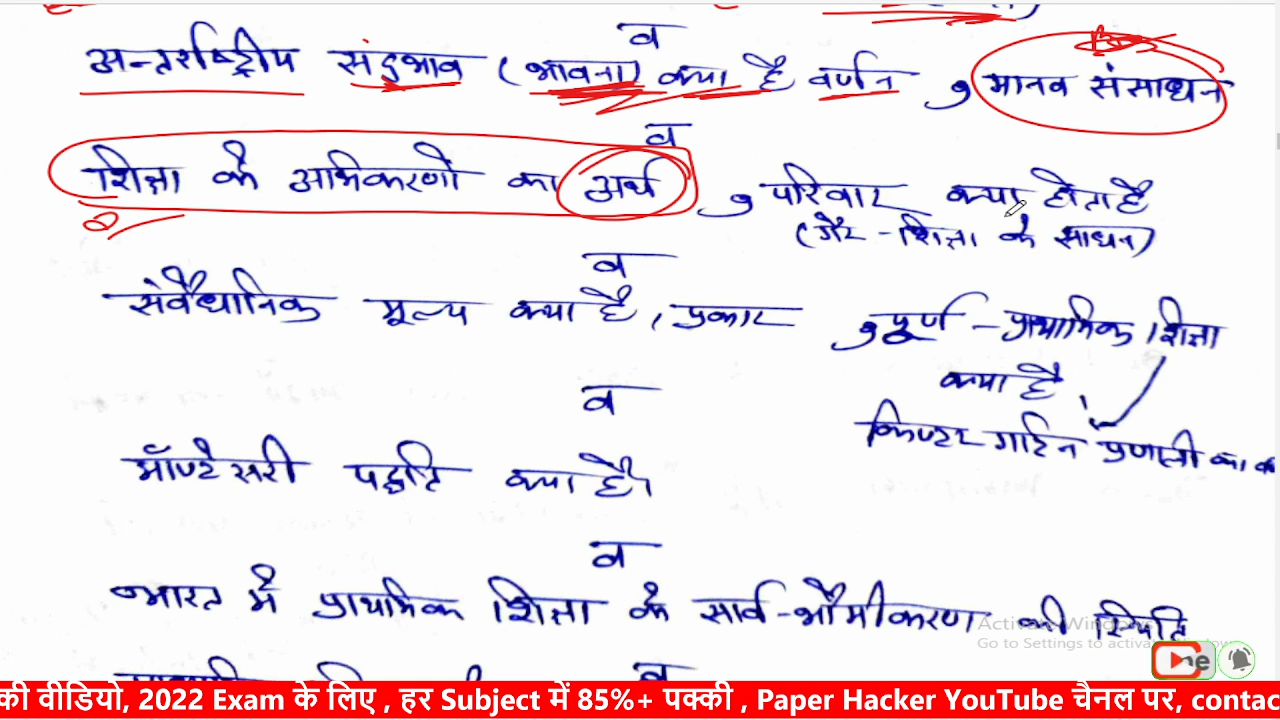 व
अन्तर्राष्ट्रीय संद्भाव (भावना) क्या है वर्णन , मानव संसाधन
व
शिक्षा के अभिकरणो का अर्थ , परिवार क्या होता है
(गैर - शिक्षा के साधन)
व
संवैधानिक मूल्य क्या है, प्रकार , पूर्ण - प्राथमिक शिक्षा
क्या है
व
किण्डर-गार्टन प्रणाली का
मॉण्टेसरी पद्धति क्या है।
व
भारत में प्राथमिक शिक्षा के सार्व-भौमीकरण की स्थिति
Activate Windows
Go to Settings to activate Windows
व
की वीडियो, 2022 Exam के लिए , हर Subject में 85%+ पक्की , Paper Hacker YouTube चैनल पर, contac